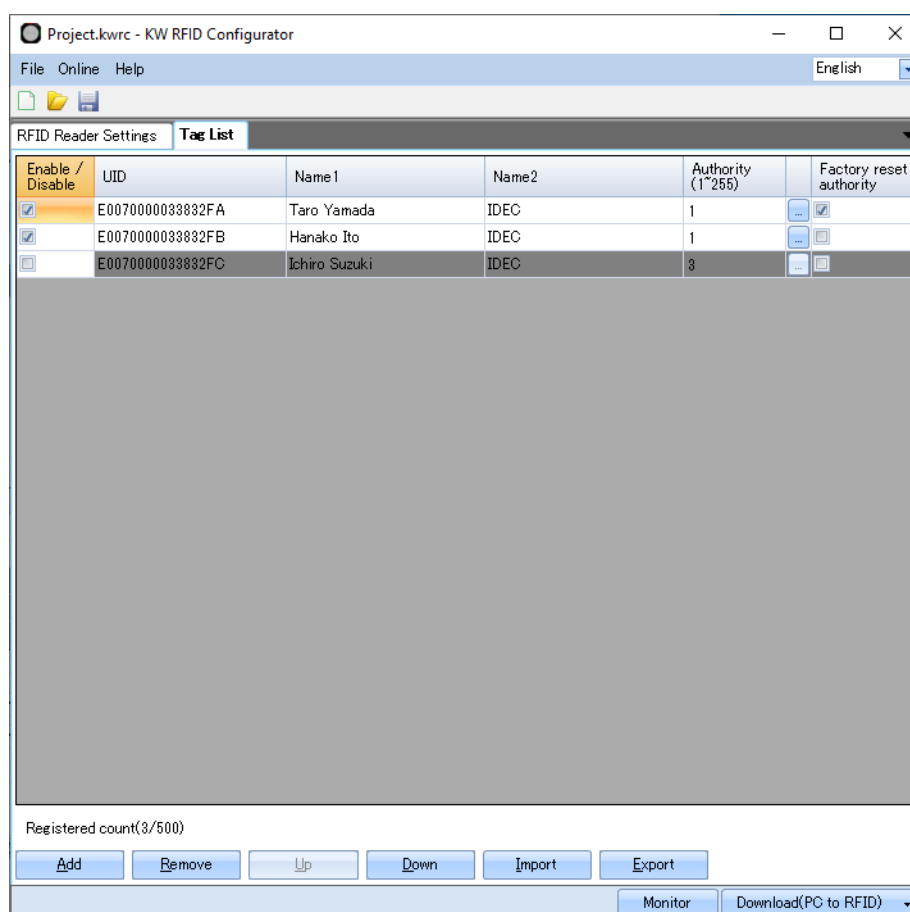 Project.kwrc - KW RFID Configurator
File Online Help English
RFID Reader Settings Tag List
Enable / Disable UID Name1 Name2 Authority (1~255) Factory reset authority
E0070000033832FA Taro Yamada IDEC 1 ...
E0070000033832FB Hanako Ito IDEC 1 ...
E0070000033832FC Ichiro Suzuki IDEC 3 ...
Registered count(3/500)
Add Remove Up Down Import Export
Monitor Download(PC to RFID)